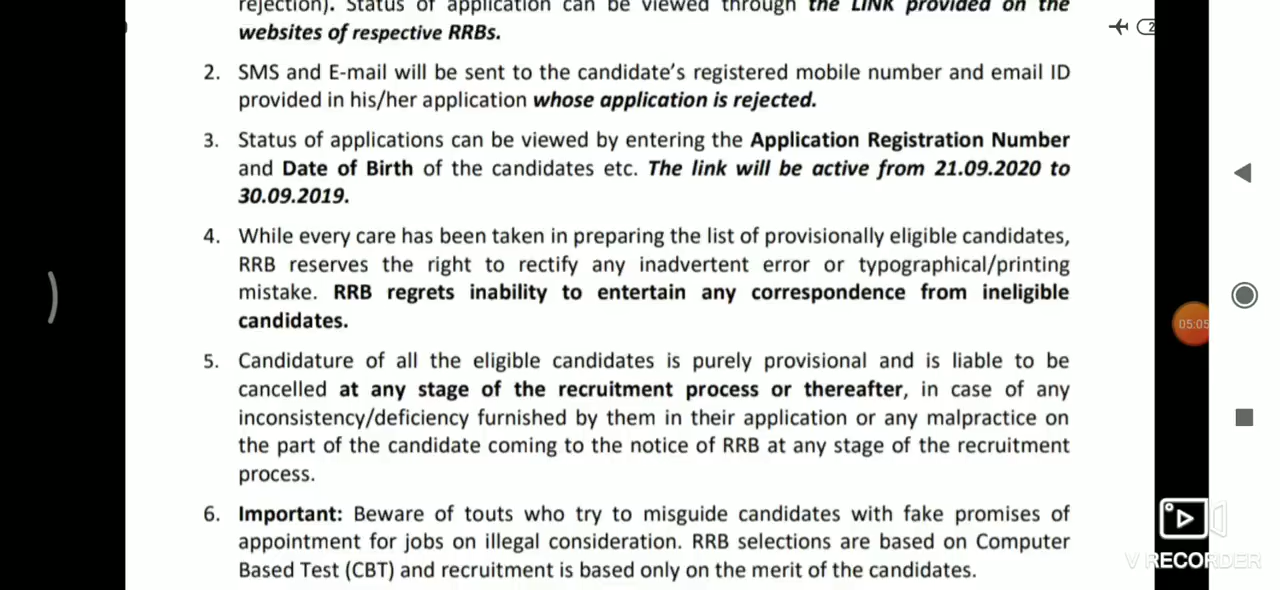 rejection). Status of application can be viewed through the LINK provided on the
websites of respective RRBs.
2. SMS and E-mail will be sent to the candidate's registered mobile number and email ID
provided in his/her application whose application is rejected.
3. Status of applications can be viewed by entering the Application Registration Number
and Date of Birth of the candidates etc. The link will be active from 21.09.2020 to
30.09.2019.
4. While every care has been taken in preparing the list of provisionally eligible candidates,
RRB reserves the right to rectify any inadvertent error or typographical/printing
mistake. RRB regrets inability to entertain any correspondence from ineligible
candidates.
5. Candidature of all the eligible candidates is purely provisional and is liable to be
cancelled at any stage of the recruitment process or thereafter, in case of any
inconsistency/deficiency furnished by them in their application or any malpractice on
the part of the candidate coming to the notice of RRB at any stage of the recruitment
process.
6. Important: Beware of touts who try to misguide candidates with fake promises of
appointment for jobs on illegal consideration. RRB selections are based on Computer
Based Test (CBT) and recruitment is based only on the merit of the candidates.
2
05:05
V RECORDER